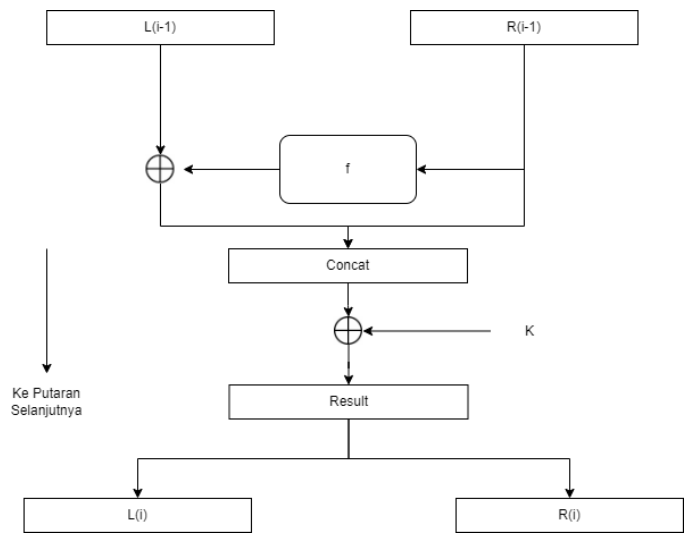 L(i-1)
R(i-1)
f
Concat
K
Ke Putaran
Selanjutnya
Result
L(i)
R(i)